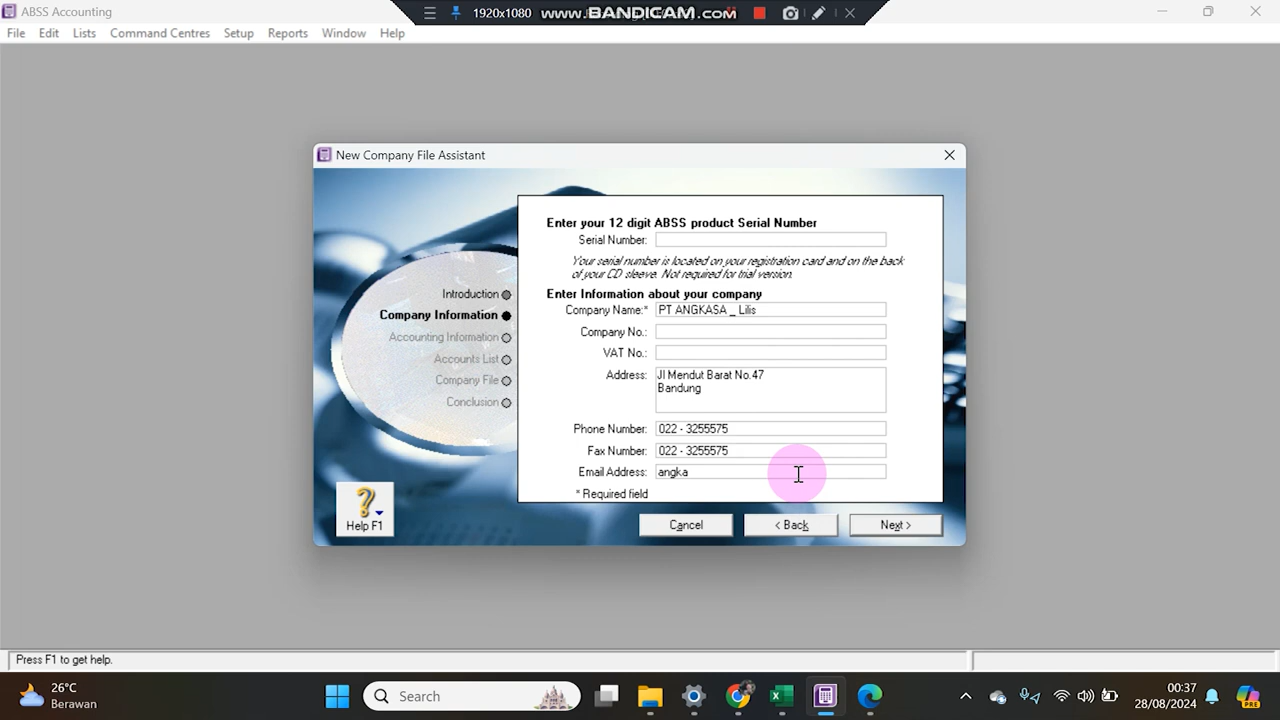 ABSS Accounting
1920x1080 www.BANDICAM.com
File Edit Lists Command Centres Setup Reports Window Help
New Company File Assistant
Enter your 12 digit ABSS product Serial Number
Serial Number:
Your serial number is located on your registration card and on the back
of your CD sleeve. Not required for trial version.
Enter Information about your company
Company Name:* PT ANGKASA _ Lilis
Company No.:
VAT No.:
Address: Jl Mendut Barat No.47
Bandung
Phone Number: 022 - 3255575
Fax Number: 022 - 3255575
Email Address: angka
* Required field
Introduction
Company Information
Accounting Information
Accounts List
Company File
Conclusion
Help F1
Cancel < Back Next >
Press F1 to get help.
26°C
Berawan
Search
00:37
28/08/2024
PRE